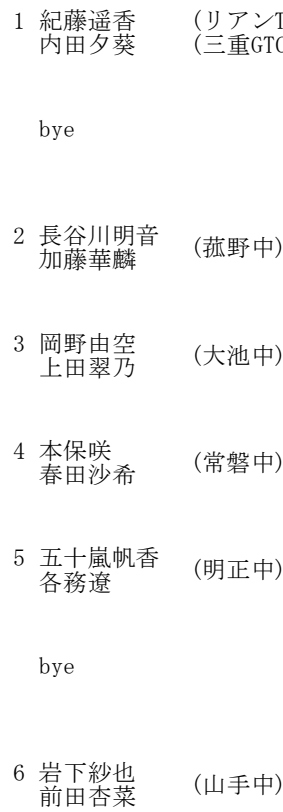 1 紀藤遥香 (リアンT
内田夕葵 (三重GTC
bye
2 長谷川明音
加藤華麟 (菰野中)
3 岡野由空
上田翠乃 (大池中)
4 本保咲
春田沙希 (常磐中)
5 五十嵐帆香
各務遼 (明正中)
bye
6 岩下紗也
前田杏菜 (山手中)